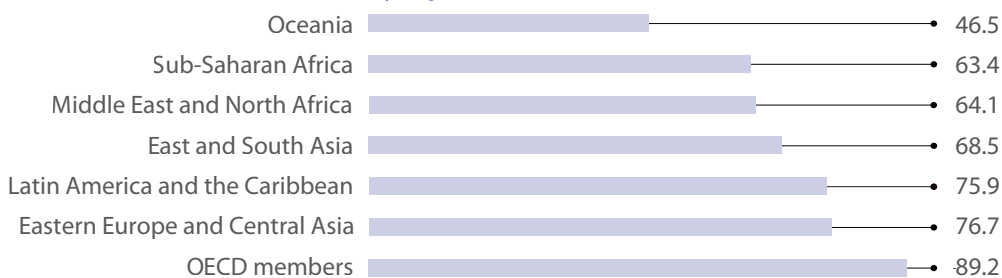 Oceania 46.5
Sub-Saharan Africa 63.4
Middle East and North Africa 64.1
East and South Asia 68.5
Latin America and the Caribbean 75.9
Eastern Europe and Central Asia 76.7
OECD members 89.2